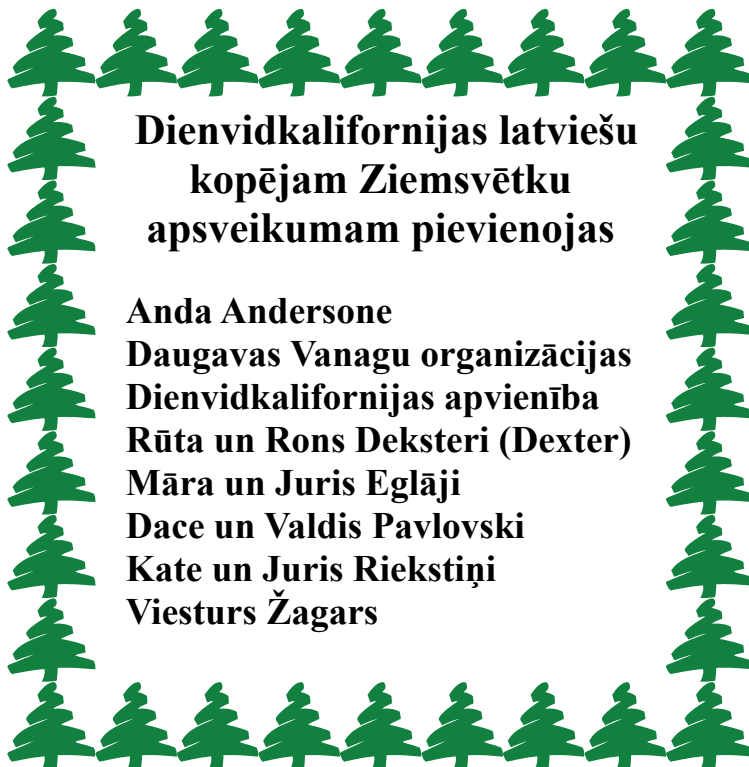 Dienvidkalifornijas latviešu
kopējam Ziemsvētku
apsveikumam pievienojas
Anda Andersone
Daugavas Vanagu organizācijas
Dienvidkalifornijas apvienība
Rūta un Rons Deksteri (Dexter)
Māra un Juris Eglāji
Dace un Valdis Pavlovski
Kate un Juris Riekstiņi
Viesturs Žagars